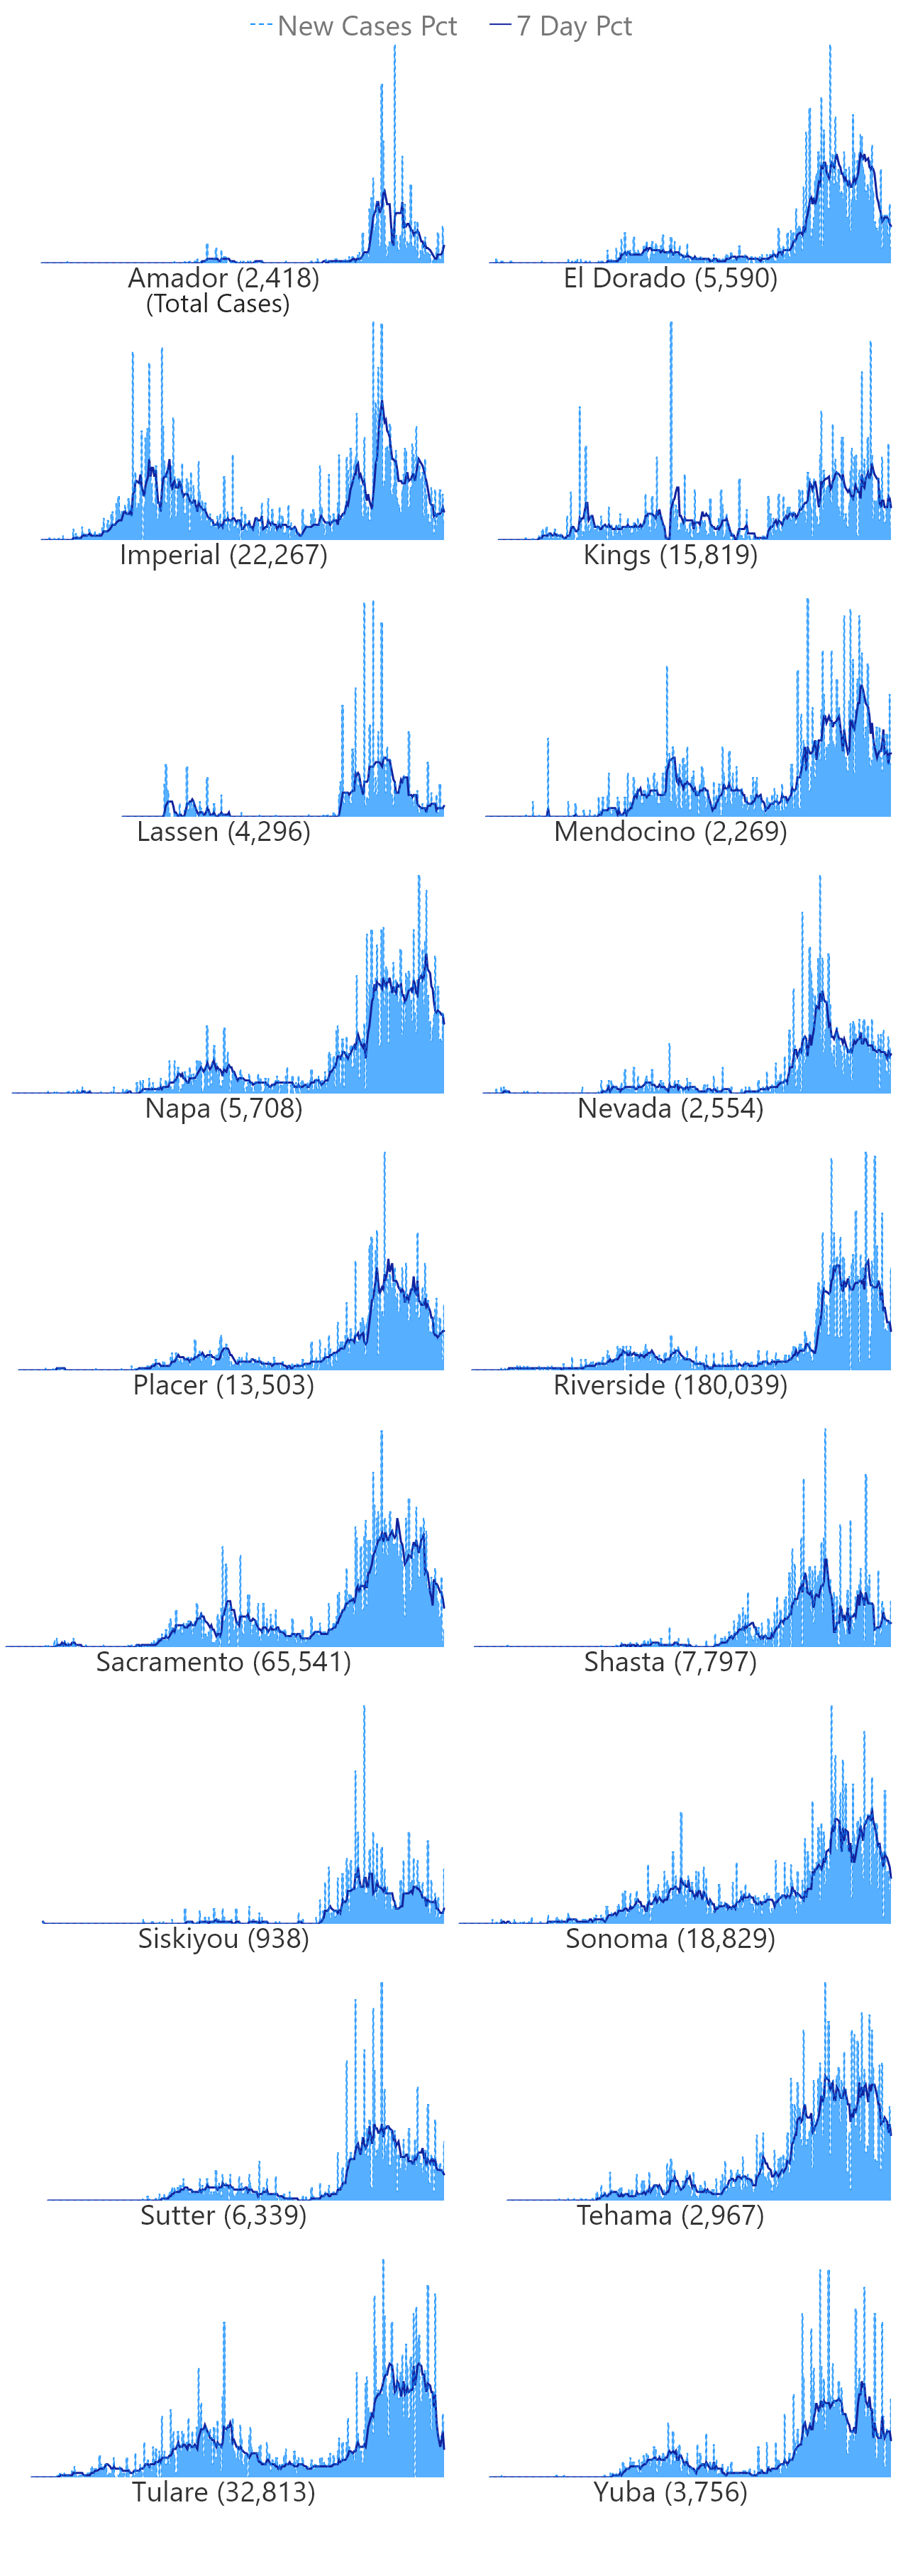 New Cases Pct 7 Day Pct
Amador (2,418) El Dorado (5,590)
(Total Cases)
Imperial (22,267) Kings (15,819)
Lassen (4,296) Mendocino (2,269)
Napa (5,708) Nevada (2,554)
Placer (13,503) Riverside (180,039)
Sacramento (65,541) Shasta (7,797)
Siskiyou (938) Sonoma (18,829)
Sutter (6,339) Tehama (2,967)
Tulare (32,813) Yuba (3,756)